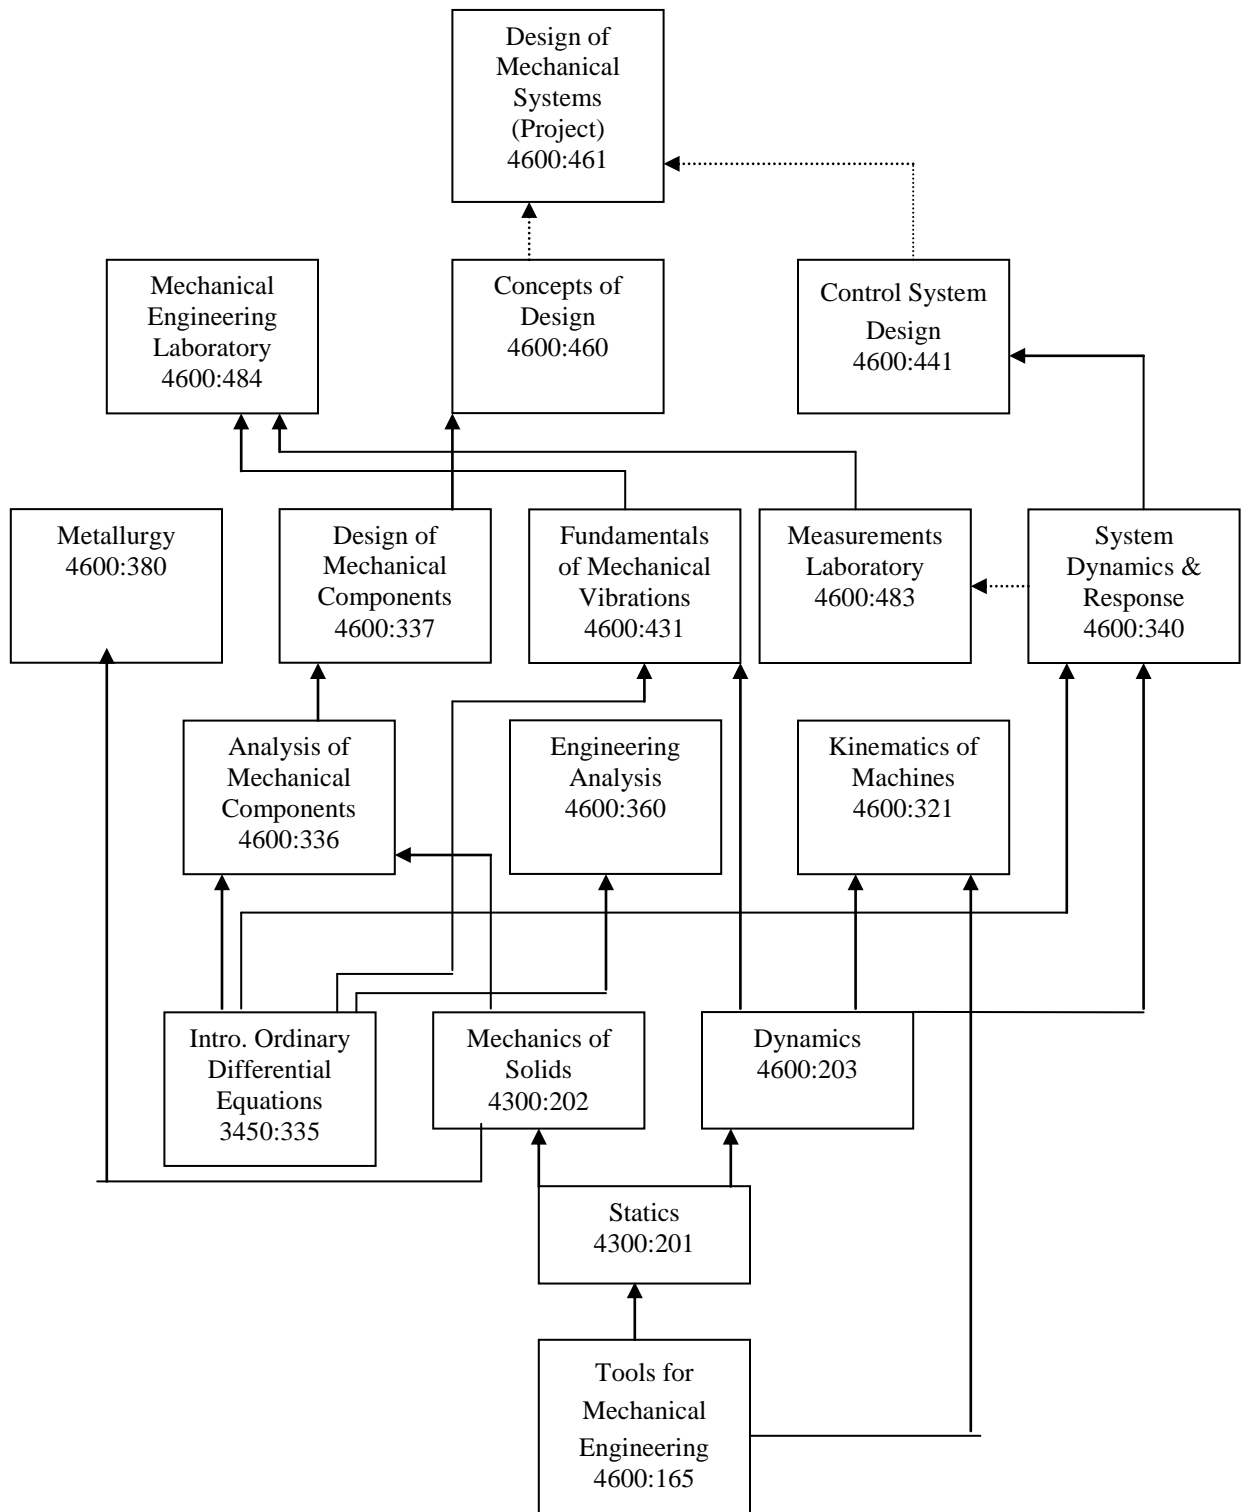 Design of
Mechanical
Systems
(Project)
4600:461
Mechanical
Engineering
Laboratory
4600:484
Concepts of
Design
4600:460
Control System
Design
4600:441
Metallurgy
4600:380
Design of
Mechanical
Components
4600:337
Fundamentals
of Mechanical
Vibrations
4600:431
Measurements
Laboratory
4600:483
System
Dynamics &
Response
4600:340
Analysis of
Mechanical
Components
4600:336
Engineering
Analysis
4600:360
Kinematics of
Machines
4600:321
Intro. Ordinary
Differential
Equations
3450:335
Mechanics of
Solids
4300:202
Dynamics
4600:203
Statics
4300:201
Tools for
Mechanical
Engineering
4600:165